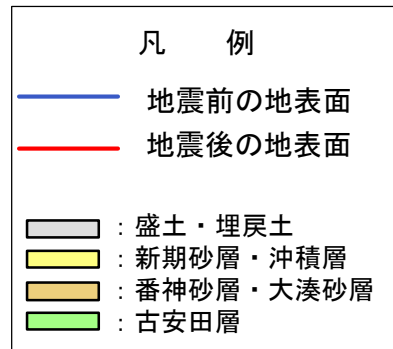 凡　例
地震前の地表面
地震後の地表面
：盛土・埋戻土
：新期砂層・沖積層
：番神砂層・大湊砂層
：古安田層